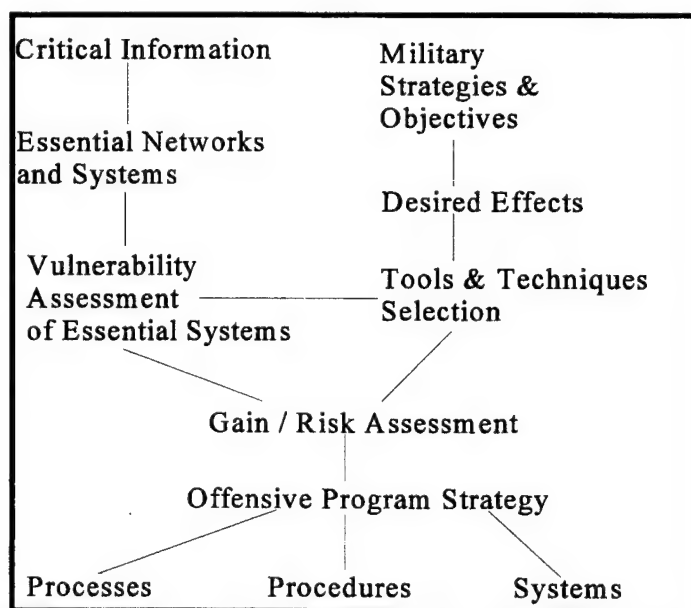 Critical Information
Military
Strategies &
Objectives
Essential Networks
and Systems
Desired Effects
Vulnerability
Assessment
of Essential Systems
Tools & Techniques
Selection
Gain / Risk Assessment
Offensive Program Strategy
Processes
Procedures
Systems